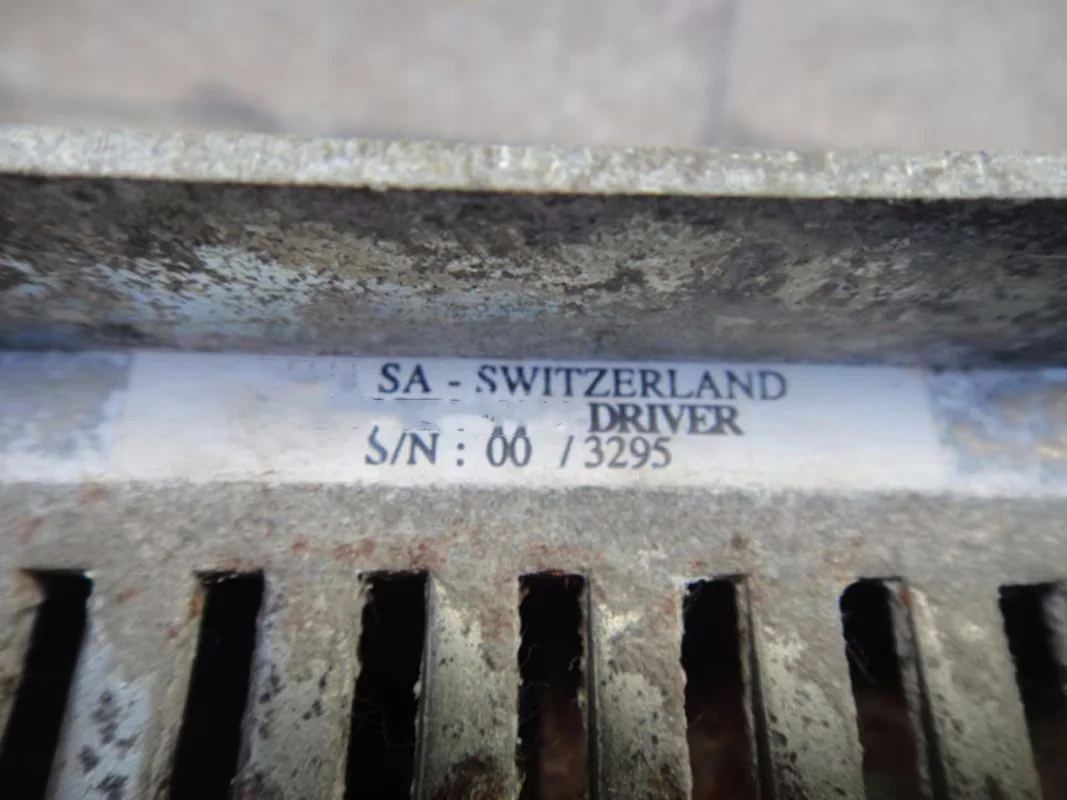 SA - SWITZERLAND
DRIVER
S/N : 00 / 3295